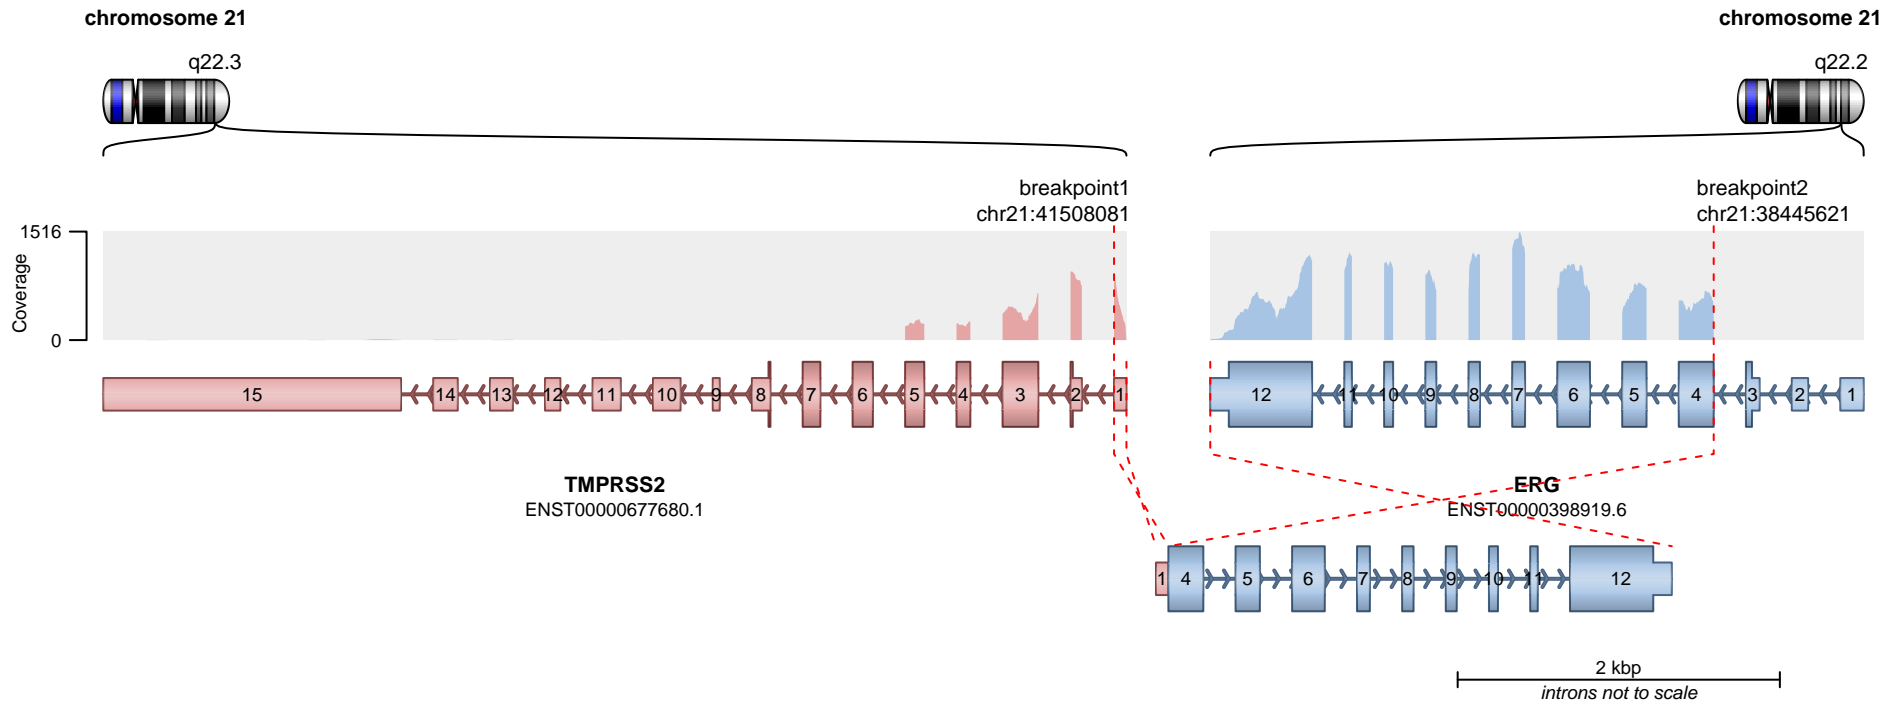 chromosome 21
chromosome 21
q22.3
q22.2
breakpoint1
chr21:41508081
breakpoint2
chr21:38445621
1516
Coverage
0
15 14 13 12 11 10 9 8 7 6 5 4 3 2 1
12 11 10 9 8 7 6 5 4 3 2 1
TMPRSS2
ENST00000677680.1
ERG
ENST00000398919.6
1 4 5 6 7 8 9 10 11 12
2 kbp
introns not to scale